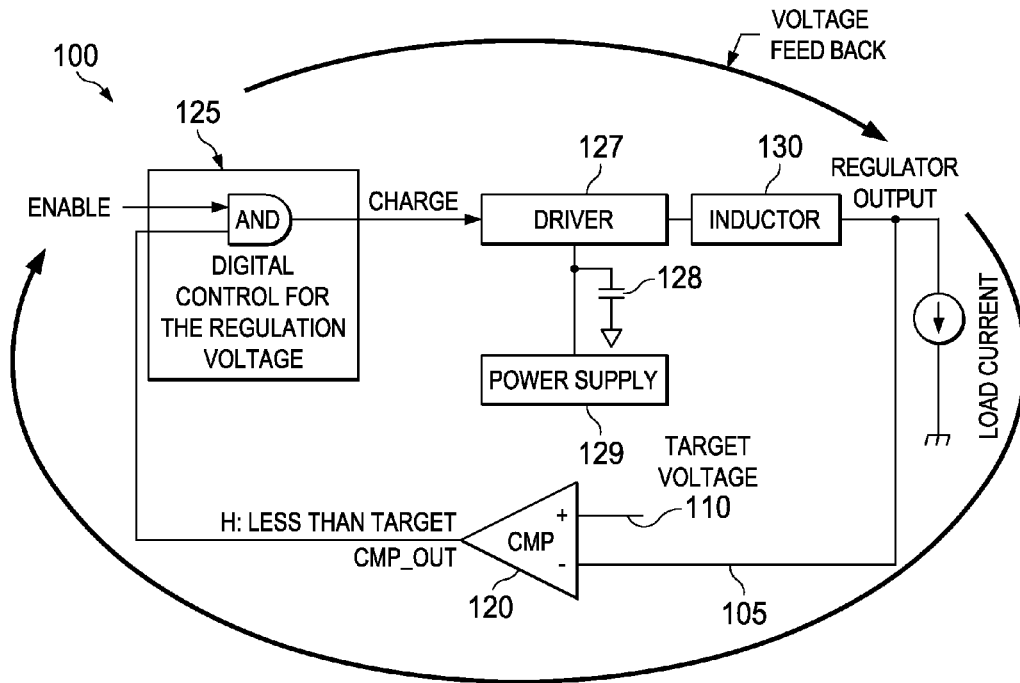 VOLTAGE
FEED BACK
100
125
127
130
REGULATOR
OUTPUT
ENABLE
AND
CHARGE
DRIVER
INDUCTOR
DIGITAL
CONTROL FOR
THE REGULATION
VOLTAGE
128
POWER SUPPLY
129
LOAD CURRENT
TARGET
VOLTAGE
110
H: LESS THAN TARGET
CMP_OUT
+
CMP
-
120
105